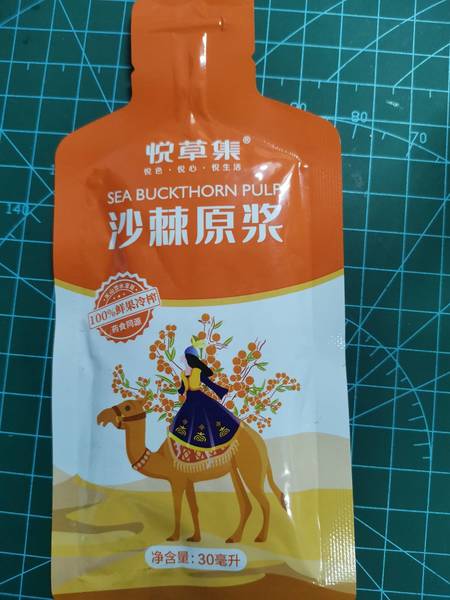 悦草集®
悦色·悦心·悦生活
SEA BUCKTHORN PULP
沙棘原浆
100%鲜果冷榨
药食同源
净含量:30毫升
80
70
140